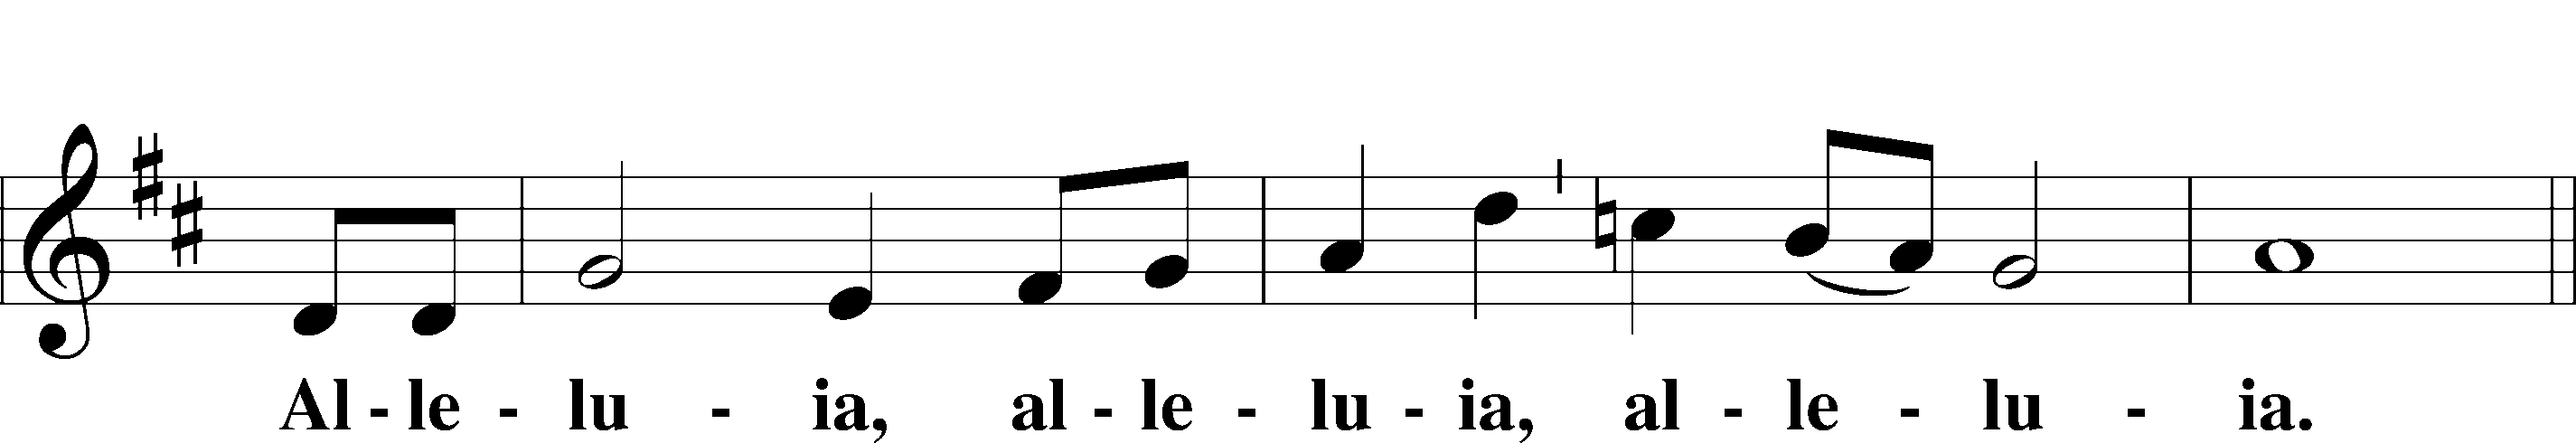 Al - le - lu - ia, al - le - lu - ia, al - le - lu - ia.